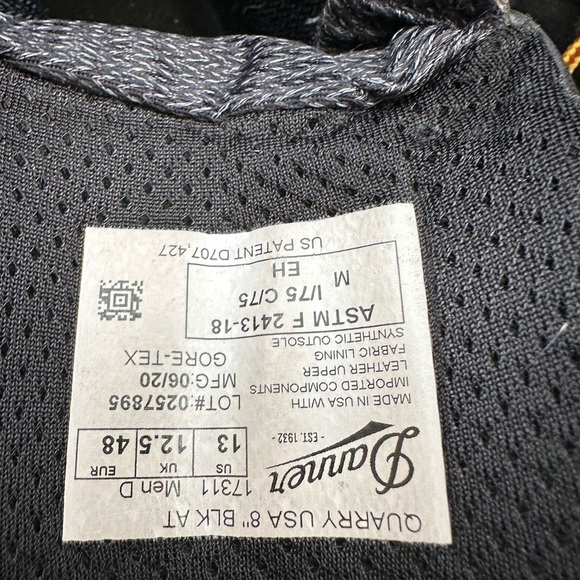 QUARRY USA 8" BLK AT
Danner
- EST. 1932 -
17311 Men D
US UK EUR
13 12.5 48
MADE IN USA WITH
IMPORTED COMPONENTS
LEATHER UPPER
FABRIC LINING
SYNTHETIC OUTSOLE
LOT#:0257895
MFG:06/20
GORE-TEX
ASTM F 2413-18
M I/75 C/75
EH
US PATENT D707,427